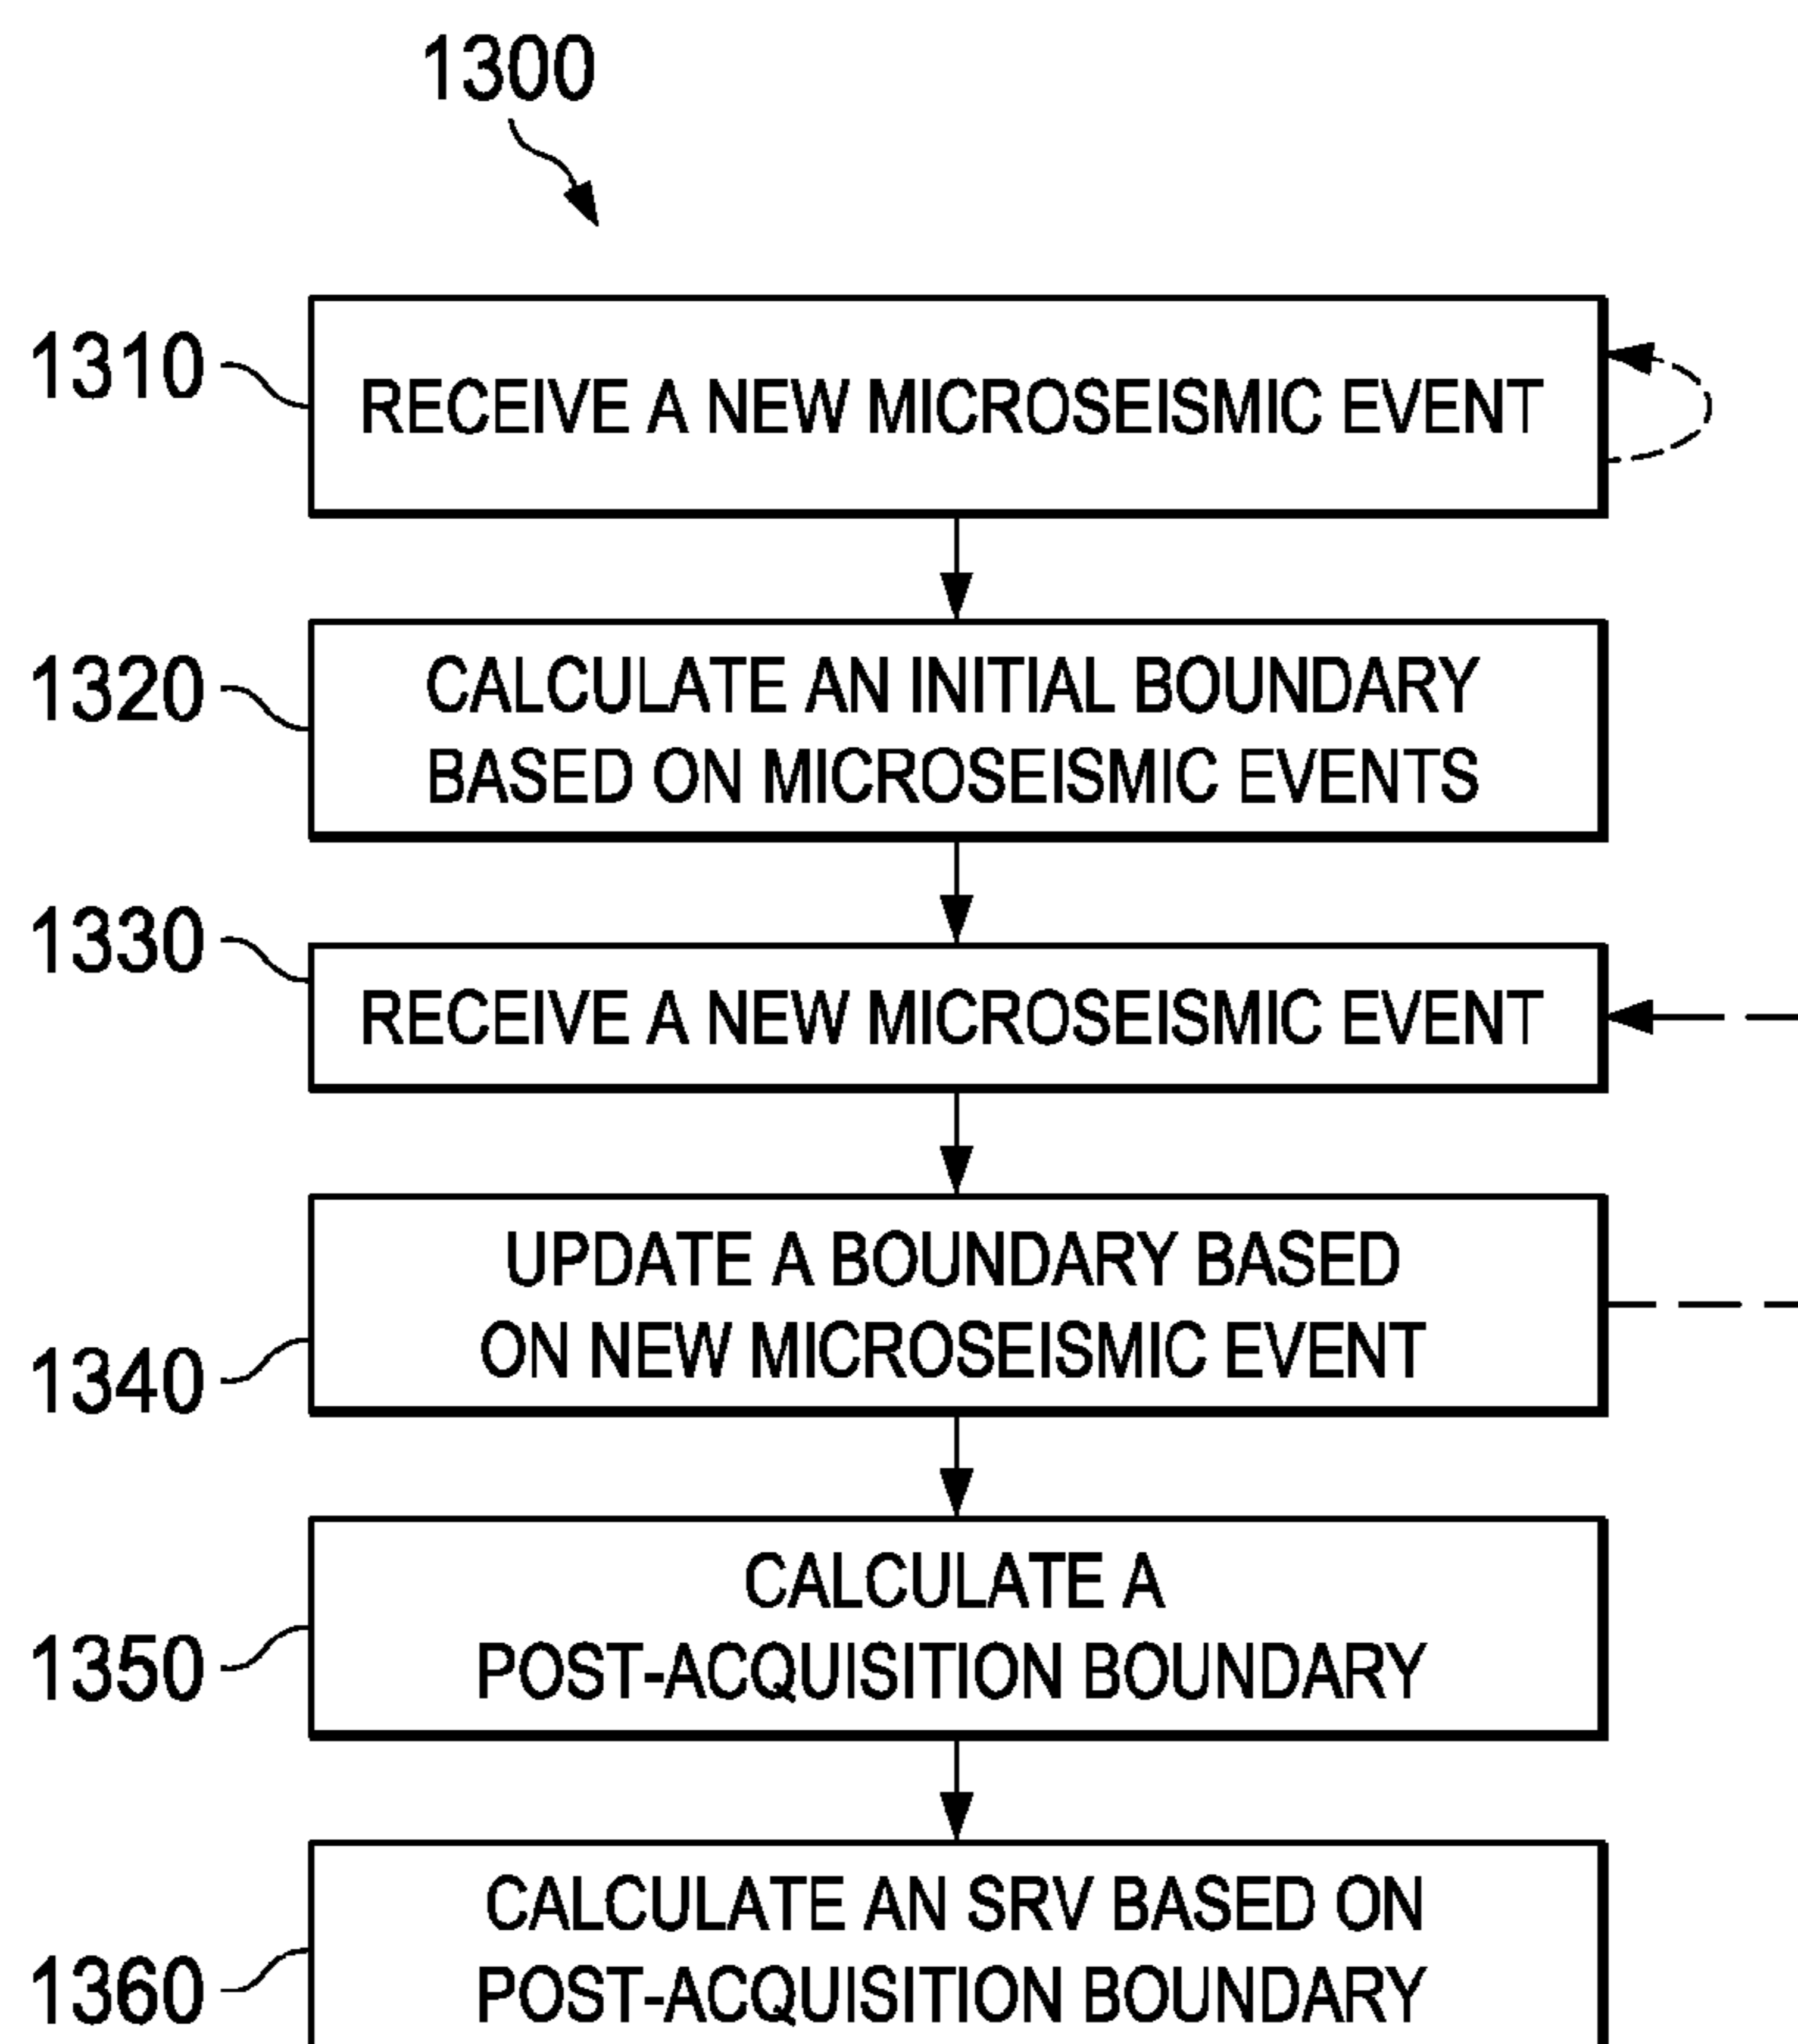 1300
1310
RECEIVE A NEW MICROSEISMIC EVENT
1320
CALCULATE AN INITIAL BOUNDARY
BASED ON MICROSEISMIC EVENTS
1330
RECEIVE A NEW MICROSEISMIC EVENT
UPDATE A BOUNDARY BASED
ON NEW MICROSEISMIC EVENT
1340
CALCULATE A
POST-ACQUISITION BOUNDARY
1350
CALCULATE AN SRV BASED ON
POST-ACQUISITION BOUNDARY
1360